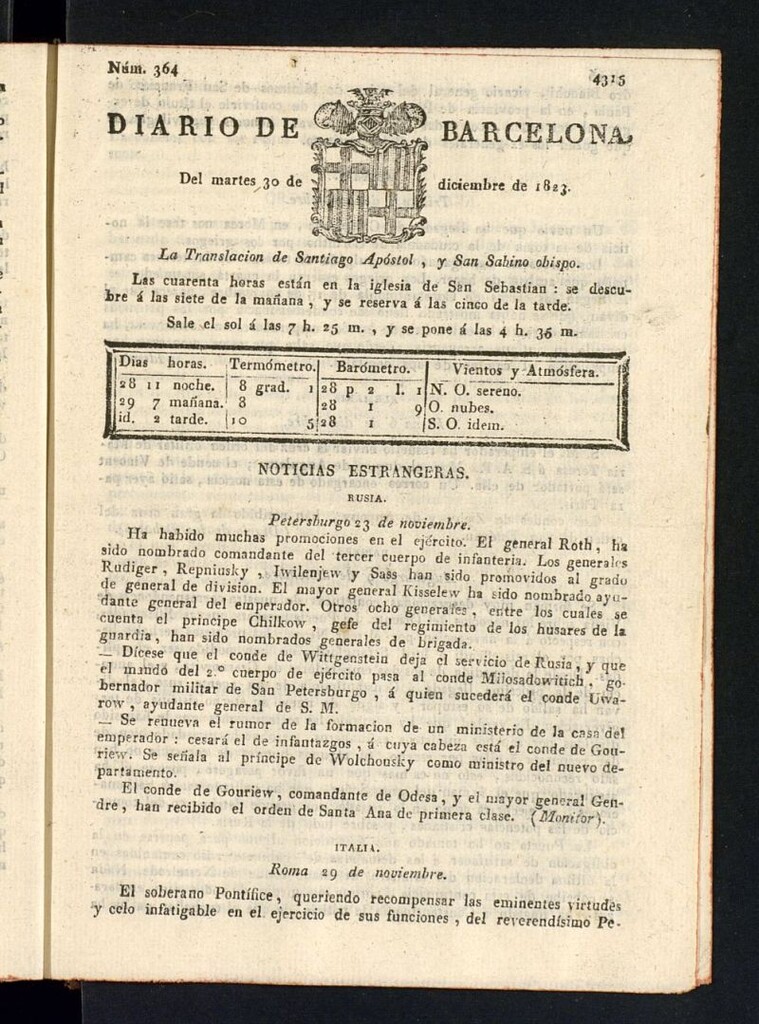 Núm. 364
4315
DIARIO DE BARCELONA,
Del martes 30 de diciembre de 1823.
La Translacion de Santiago Apóstol , y San Sabino obispo.
Las cuarenta horas están en la iglesia de San Sebastian : se descu-
bre á las siete de la mañana , y se reserva á las cinco de la tarde.
Sale el sol á las 7 h. 25 m. , y se pone á las 4 h. 35 m.
Dias horas. Termómetro. Barómetro. Vientos y Atmósfera.
28 11 noche. 8 grad. 1 28 p 2 l. 1 N. O. sereno.
29 7 mañana. 8 28 1 9 O. nubes.
id. 2 tarde. 10 5 28 1 S. O. idem.
NOTICIAS ESTRANGERAS.
RUSIA.
Petersburgo 23 de noviembre.
Ha habido muchas promociones en el ejército. El general Roth, ha
sido nombrado comandante del tercer cuerpo de infanteria. Los generales
Rudiger , Repniusky , Iwilenjew y Sass han sido promovidos al grado
de general de division. El mayor general Kisselew ha sido nombrado ayu-
dante general del emperador. Otros ocho generales, entre los cuales se
cuenta el príncipe Chilkow, gefe del regimiento de los husares de la
guardia, han sido nombrados generales de brigada.
— Dícese que el conde de Wittgenstein deja el servicio de Rusia, y que
el mando del 2.º cuerpo de ejército pasa al conde Milosadowitich, go-
bernador militar de San Petersburgo , á quien sucederá el conde Uwa-
row , ayudante general de S. M.
— Se renueva el rumor de la formacion de un ministerio de la casa del
emperador : cesará el de infantazgos , á cuya cabeza está el conde de Gou-
riew. Se señala al príncipe de Wolchonsky como ministro del nuevo de-
partamento.
El conde de Gouriew, comandante de Odesa, y el mayor general Gen-
dre, han recibido el orden de Santa Ana de primera clase. (Monitor).
ITALIA.
Roma 29 de noviembre.
El soberano Pontífice, queriendo recompensar las eminentes virtudes
y celo infatigable en el ejercicio de sus funciones , del reverendísimo Pe-